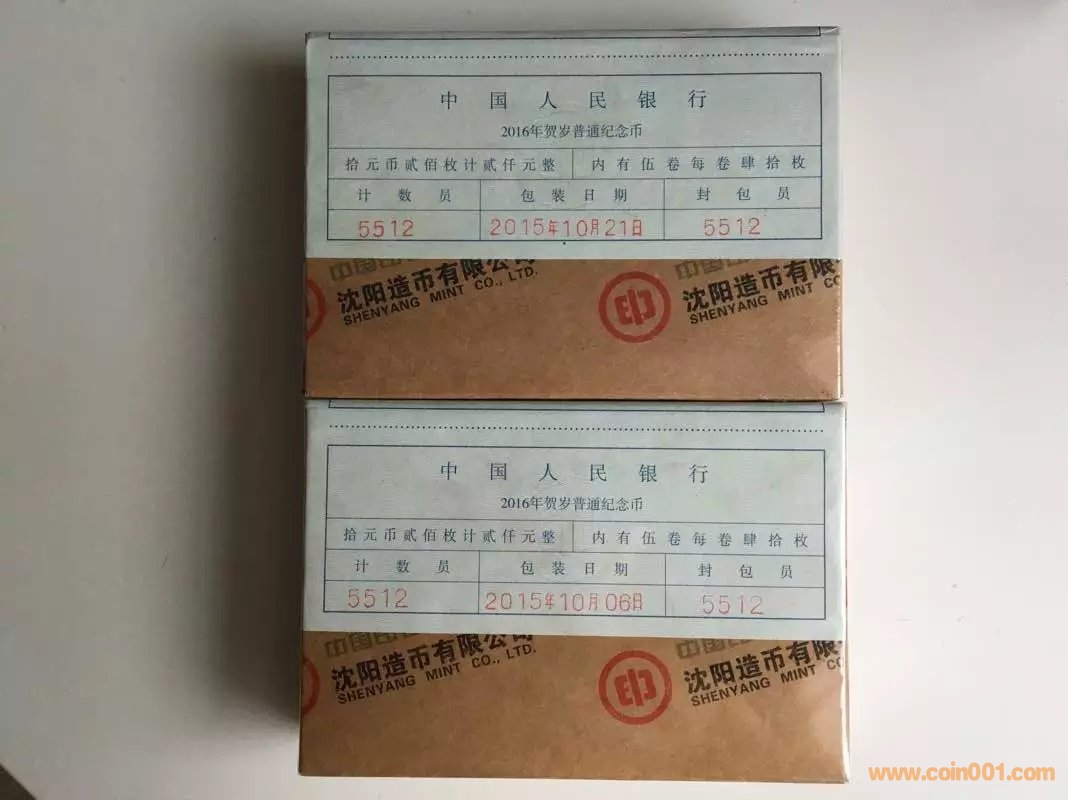 中国人民银行
2016年贺岁普通纪念币
拾元币贰佰枚计贰仟元整 内有伍卷每卷肆拾枚
计数员 包装日期 封包员
5512 2015年10月21日 5512
中国印
沈阳造币有限公司 沈阳造币有限
SHENYANG MINT CO., LTD. SHENYANG MINT CO
中国人民银行
2016年贺岁普通纪念币
拾元币贰佰枚计贰仟元整 内有伍卷每卷肆拾枚
计数员 包装日期 封包员
5512 2015年10月06日 5512
中国印
沈阳造币有限公司 沈阳造币有限
SHENYANG MINT CO., LTD. SHENYANG MINT CO
www.coin001.com